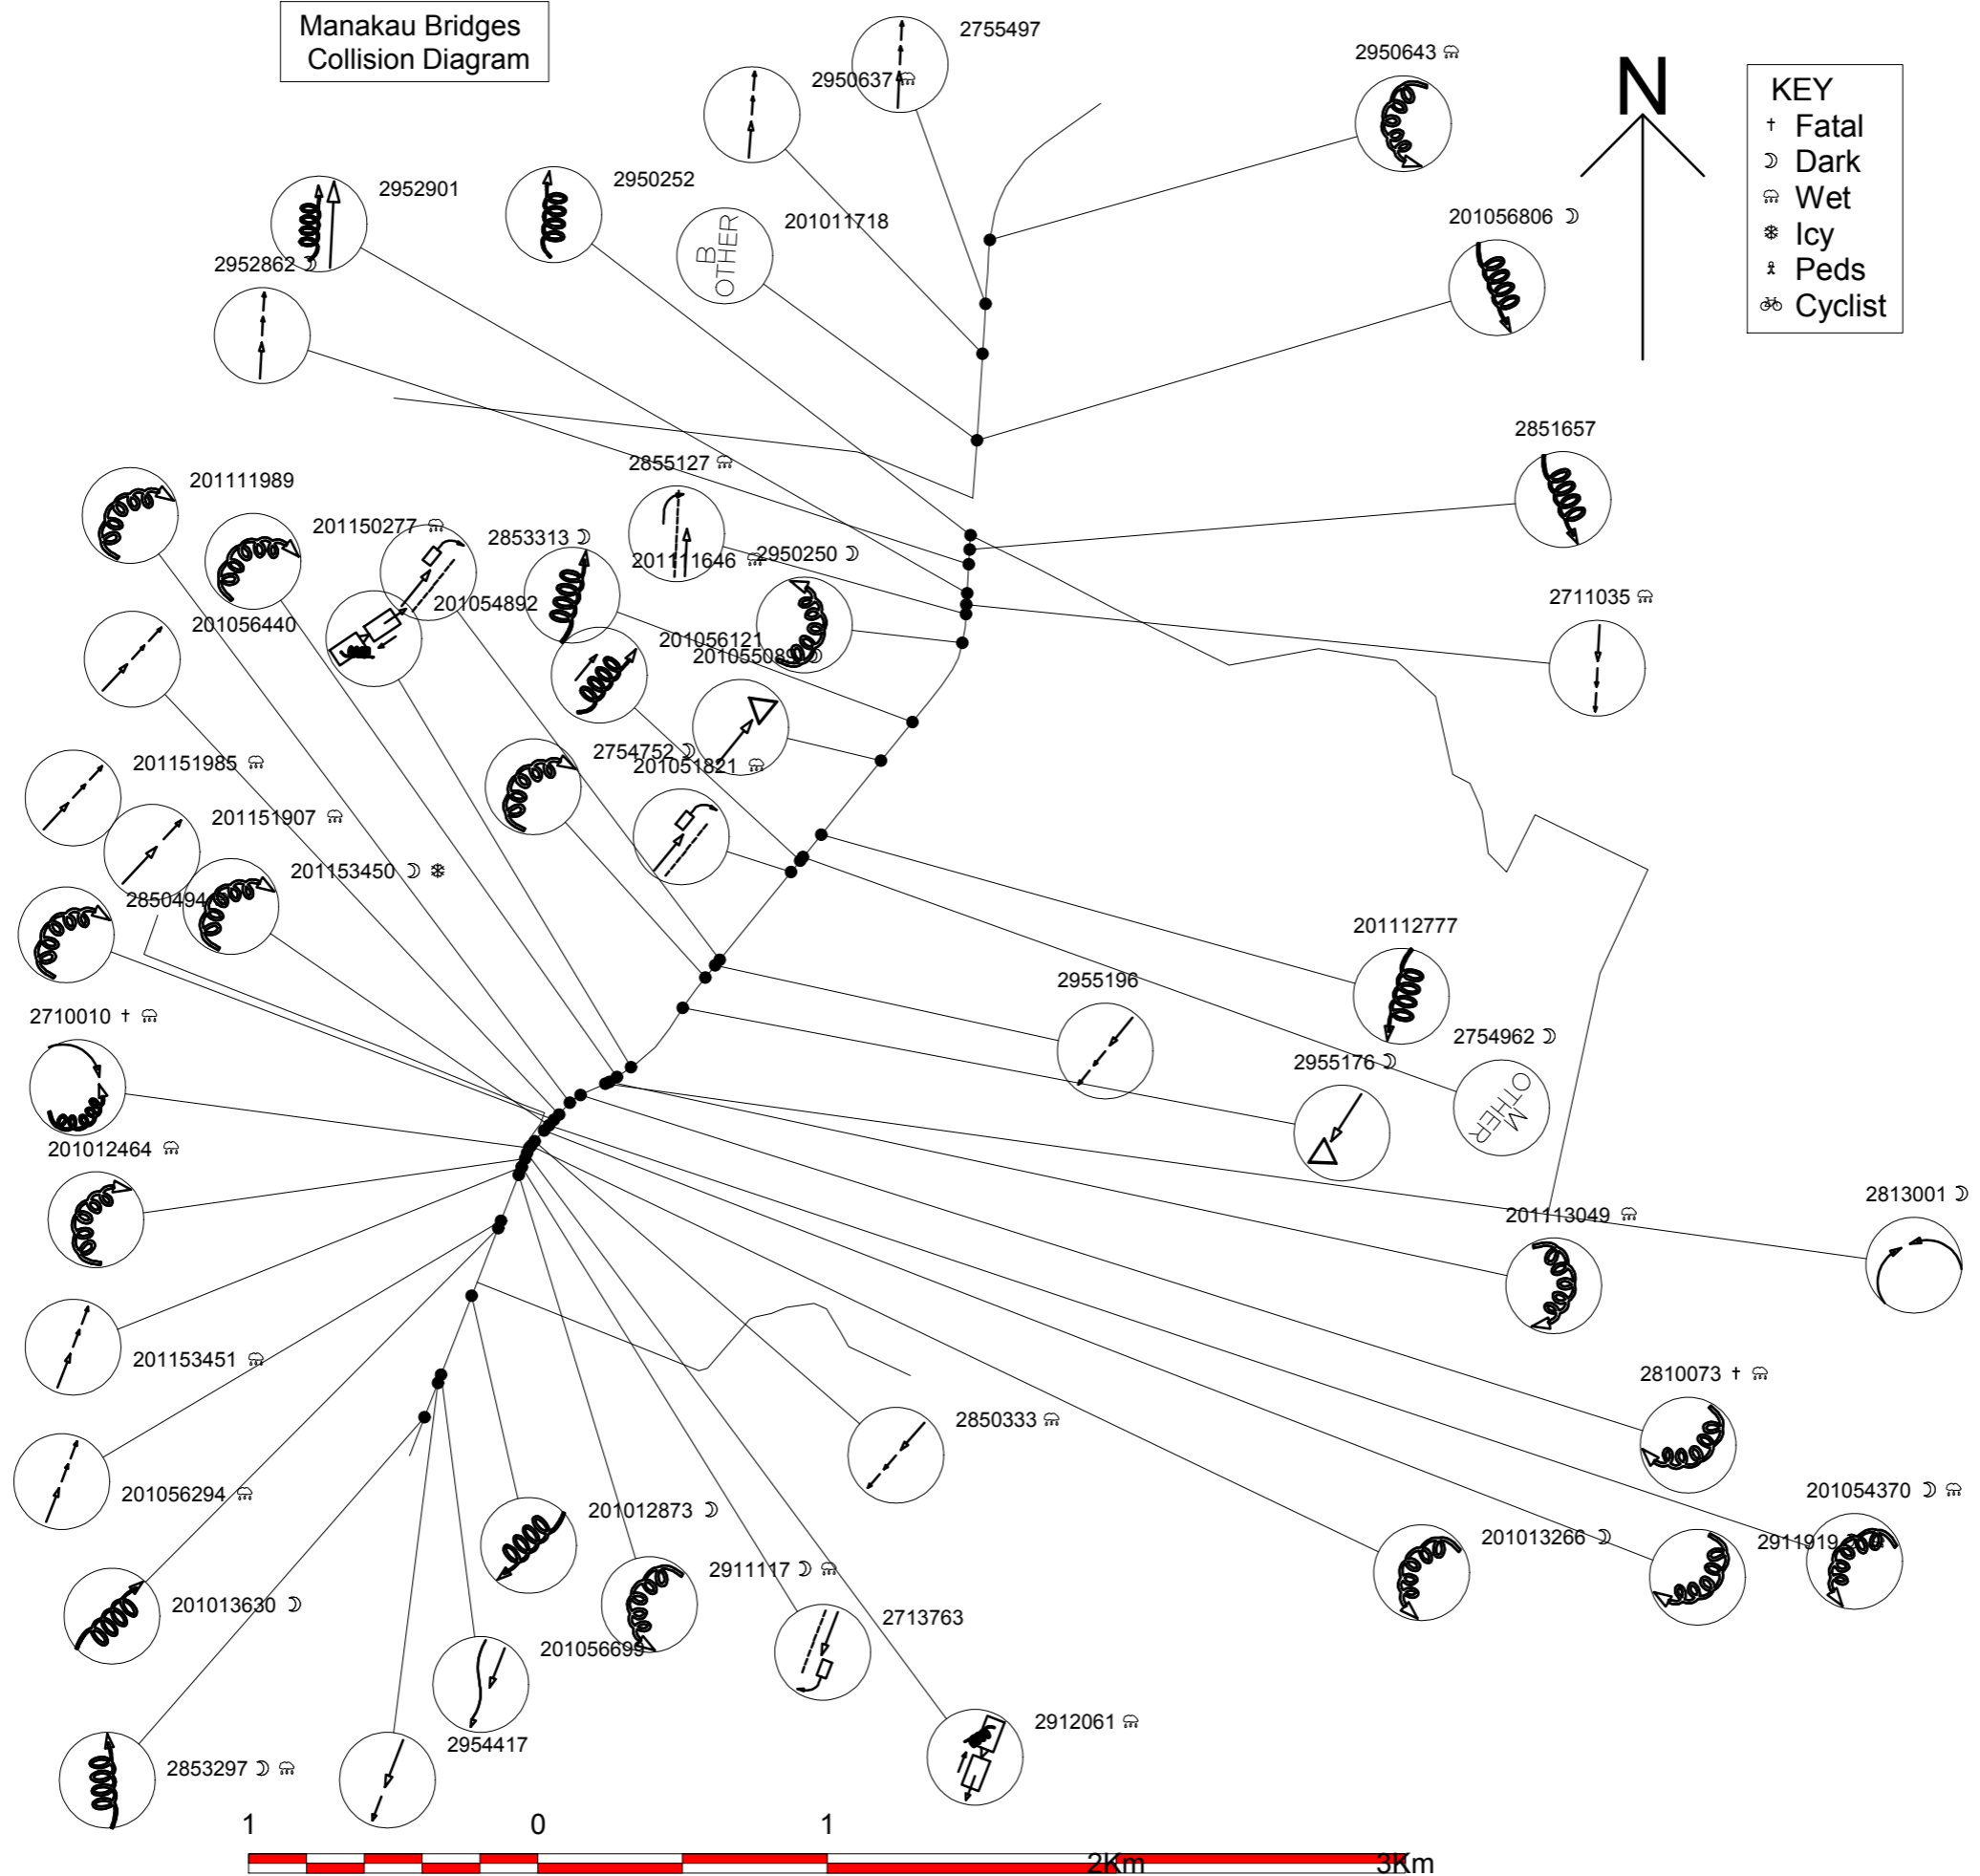 Manakau Bridges
Collision Diagram
2755497
2950637
2950643
N
KEY
† Fatal
☽ Dark
Wet
❄ Icy
Peds
Cyclist
2952901
2950252
201011718
B
OTHER
201056806 ☽
2952862 ☽
2851657
2855127
201111989
201150277
2853313 ☽
201111646
2950250 ☽
2711035
201054892
201056440
201056121
2754752 ☽
201051821
201151985
201151907
201153450 ☽ ❄
2850494
201112777
2955196
2754962 ☽
M
OTHER
2955176 ☽
2710010 †
201012464
2813001 ☽
201113049
201153451
2810073 †
2850333
201056294
201012873 ☽
201054370 ☽
201013266 ☽
2911919
2911117 ☽
201013630 ☽
2713763
201056699
2912061
2954417
2853297 ☽
1 0 1
2Km 3Km